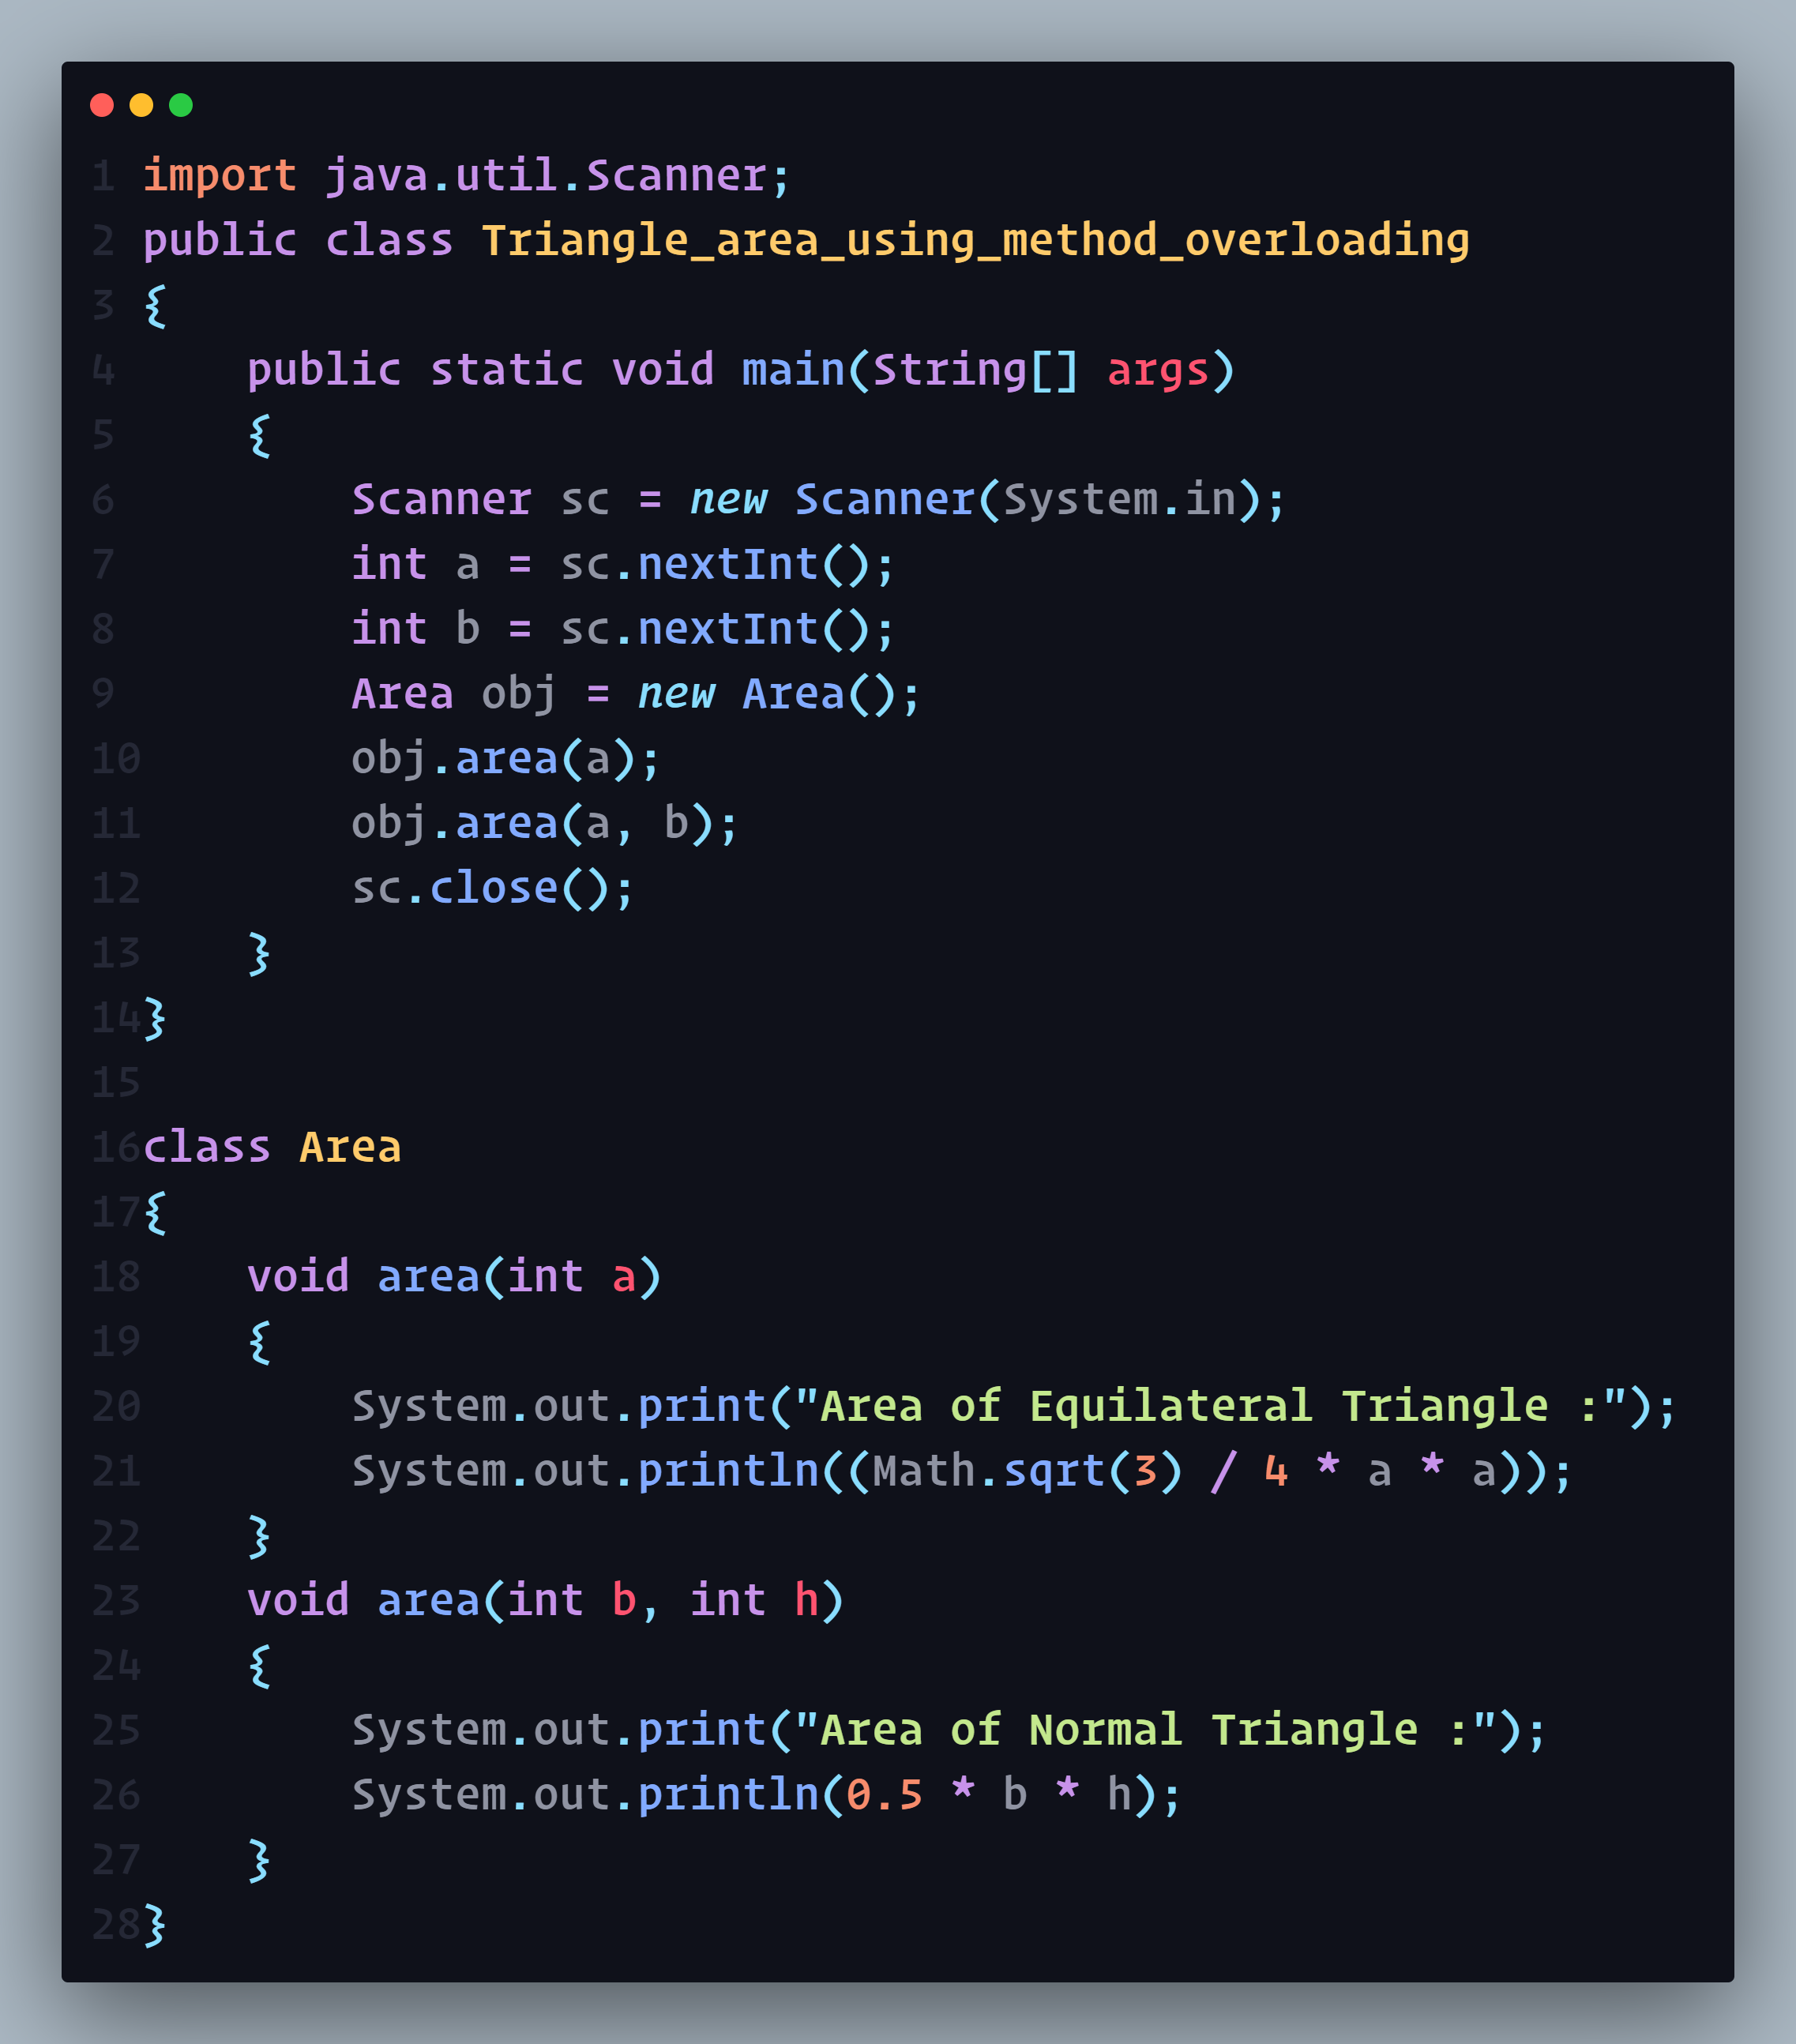 1 import java.util.Scanner;
2 public class Triangle_area_using_method_overloading
3 {
4     public static void main(String[] args)
5     {
6         Scanner sc = new Scanner(System.in);
7         int a = sc.nextInt();
8         int b = sc.nextInt();
9         Area obj = new Area();
10        obj.area(a);
11        obj.area(a, b);
12        sc.close();
13    }
14}
15
16class Area
17{
18    void area(int a)
19    {
20        System.out.print("Area of Equilateral Triangle :");
21        System.out.println((Math.sqrt(3) / 4 * a * a));
22    }
23    void area(int b, int h)
24    {
25        System.out.print("Area of Normal Triangle :");
26        System.out.println(0.5 * b * h);
27    }
28}